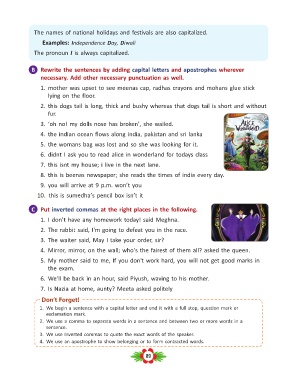 The names of national holidays and festivals are also capitalized.
Examples: Independence Day, Diwali
The pronoun I is always capitalized.
B Rewrite the sentences by adding capital letters and apostrophes wherever
necessary. Add other necessary punctuation as well.
1. mother was upset to see meenas cap, radhas crayons and mohans glue stick
lying on the floor.
2. this dogs tail is long, thick and bushy whereas that dogs tail is short and without
fur.
3. 'oh no! my dolls nose has broken', she wailed.
4. the indian ocean flows along india, pakistan and sri lanka
5. the womans bag was lost and so she was looking for it.
6. didnt I ask you to read alice in wonderland for todays class
7. this isnt my house; i live in the next lane.
8. this is beenas newspaper; she reads the times of india every day.
9. you will arrive at 9 p.m. won't you
10. this is sumedha's pencil box isn't it
ALICE
WONDERLAND
C Put inverted commas at the right places in the following.
1. I don't have any homework today! said Meghna.
2. The rabbit said, I'm going to defeat you in the race.
3. The waiter said, May I take your order, sir?
4. Mirror, mirror, on the wall; who's the fairest of them all? asked the queen.
5. My mother said to me, If you don't work hard, you will not get good marks in
the exam.
6. We'll be back in an hour, said Piyush, waving to his mother.
7. Is Nazia at home, aunty? Meeta asked politely
Don't Forget!
1. We begin a sentence with a capital letter and end it with a full stop, question mark or
exclamation mark.
2. We use a comma to separate words in a sentence and between two or more words in a
sentence.
3. We use inverted commas to quote the exact words of the speaker.
4. We use an apostrophe to show belonging or to form contracted words.